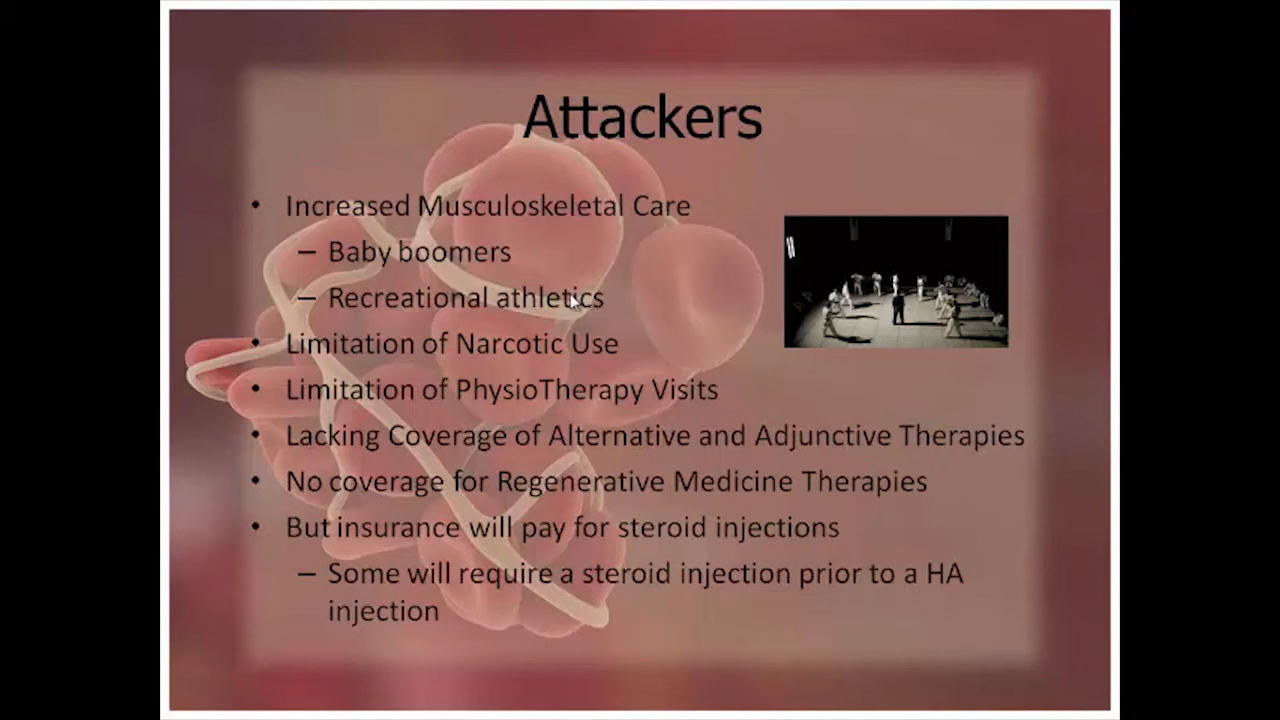 Attackers
• Increased Musculoskeletal Care
– Baby boomers
– Recreational athletics
• Limitation of Narcotic Use
• Limitation of PhysioTherapy Visits
• Lacking Coverage of Alternative and Adjunctive Therapies
• No coverage for Regenerative Medicine Therapies
• But insurance will pay for steroid injections
– Some will require a steroid injection prior to a HA
injection